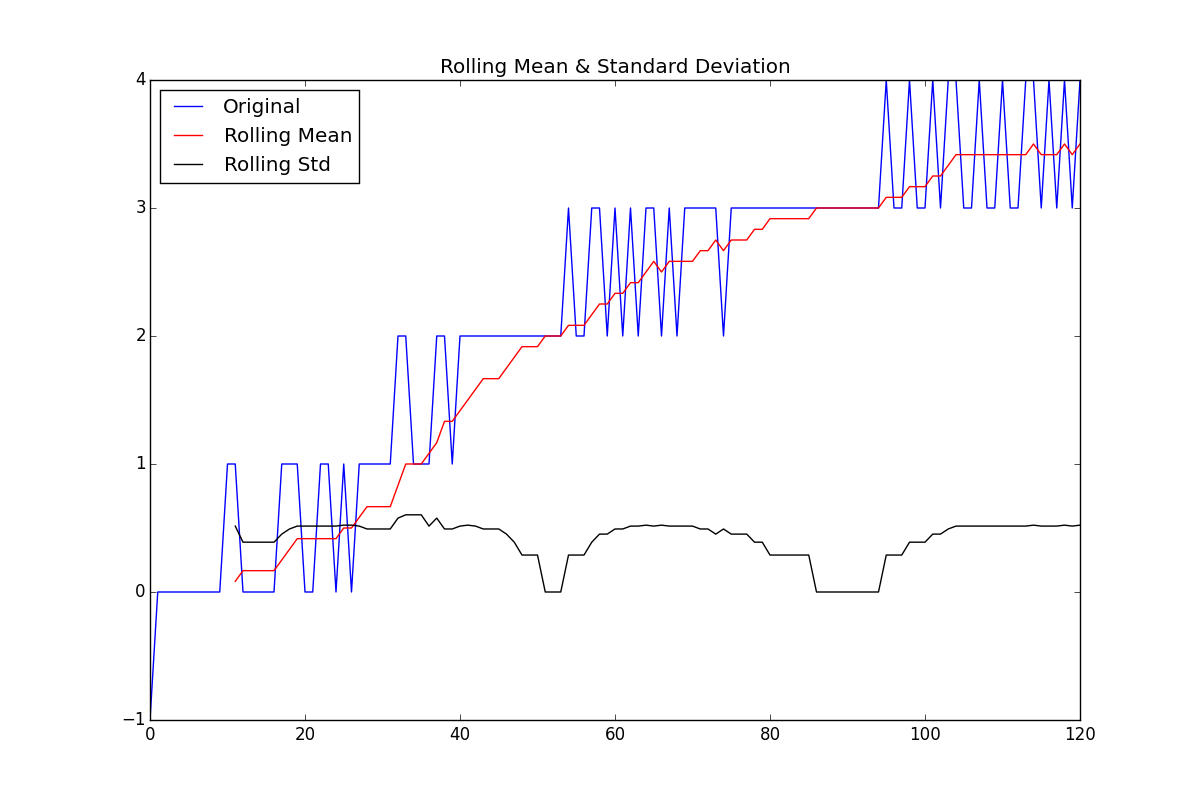 Rolling Mean & Standard Deviation
4
3
2
1
0
−1
Original
Rolling Mean
Rolling Std
0 20 40 60 80 100 120